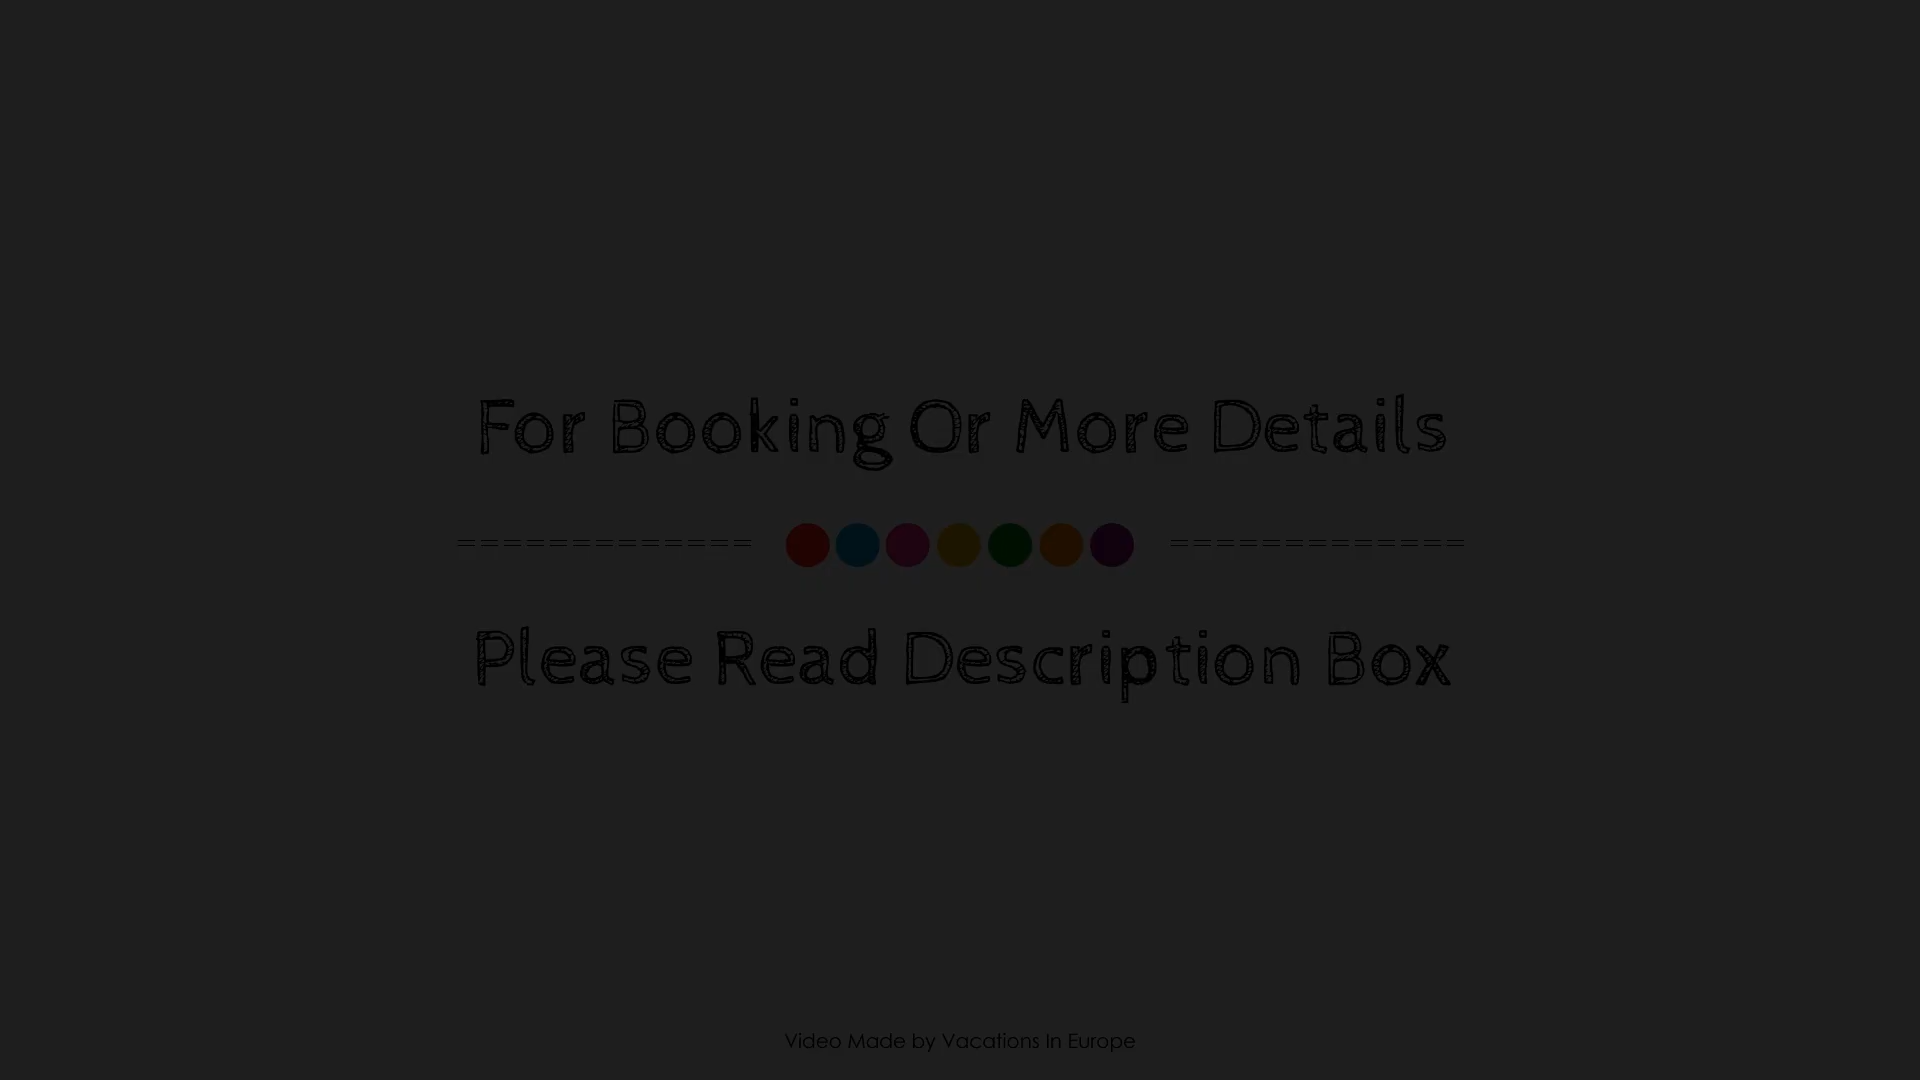 For Booking Or More Details
============= =============
Please Read Description Box
Video Made by Vacations In Europe